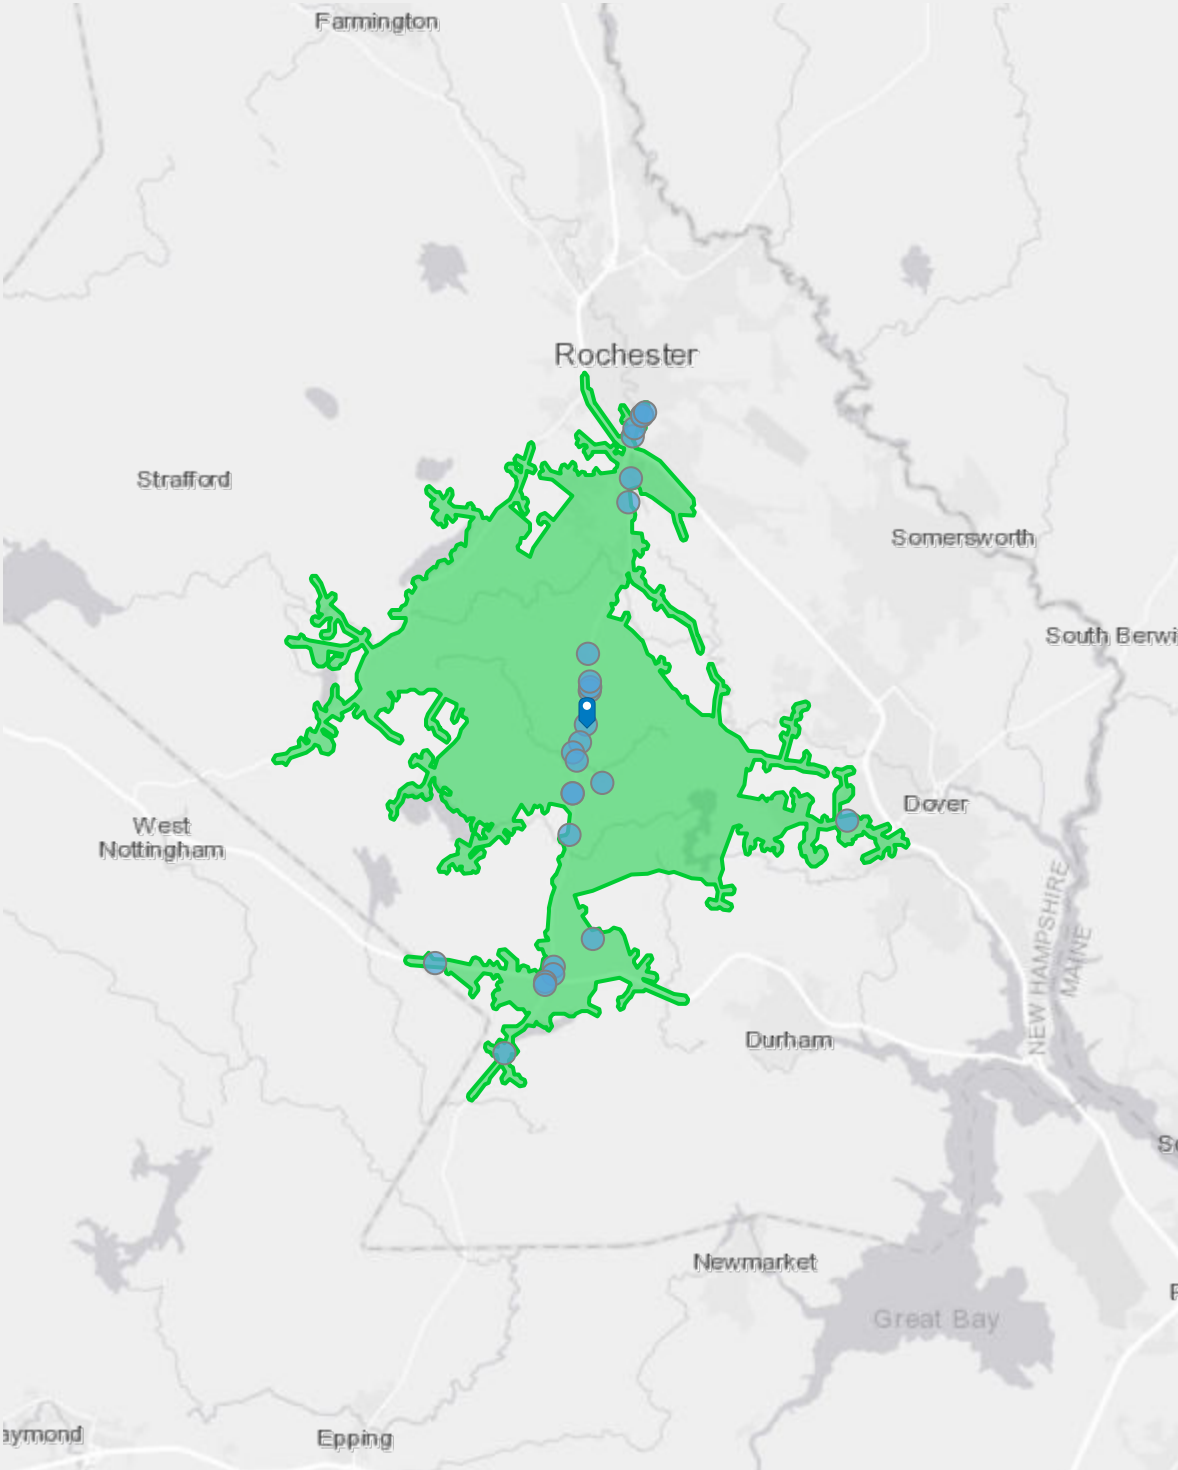 Farmington
Rochester
Strafford
Somersworth
South Berwi
Dover
West
Nottingham
NEW HAMPSHIRE
MAINE
Durham
Newmarket
Great Bay
aymond
Epping